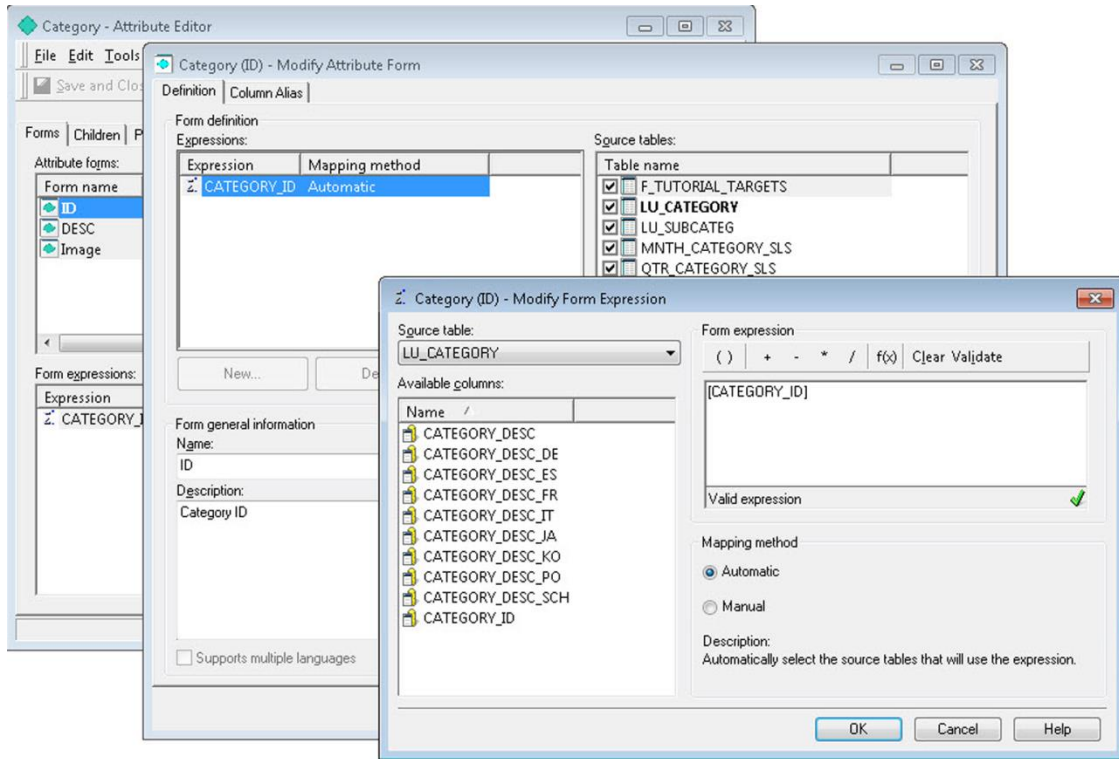 Category - Attribute Editor
File Edit Tools
Save and Clos
Forms Children P
Attribute forms:
Form name
ID
DESC
Image
Form expressions:
Expression
CATEGORY_I
Category (ID) - Modify Attribute Form
Definition Column Alias
Form definition
Expressions:
Expression Mapping method
CATEGORY_ID Automatic
Source tables:
Table name
F_TUTORIAL_TARGETS
LU_CATEGORY
LU_SUBCATEG
MNTH_CATEGORY_SLS
QTR_CATEGORY_SLS
New... De
Form general information
Name:
ID
Description:
Category ID
Supports multiple languages
Category (ID) - Modify Form Expression
Source table:
LU_CATEGORY
Available columns:
Name
CATEGORY_DESC
CATEGORY_DESC_DE
CATEGORY_DESC_ES
CATEGORY_DESC_FR
CATEGORY_DESC_IT
CATEGORY_DESC_JA
CATEGORY_DESC_KO
CATEGORY_DESC_PO
CATEGORY_DESC_SCH
CATEGORY_ID
Form expression
( ) + - * / f(x) Clear Validate
[CATEGORY_ID]
Valid expression
Mapping method
Automatic
Manual
Description:
Automatically select the source tables that will use the expression.
OK Cancel Help